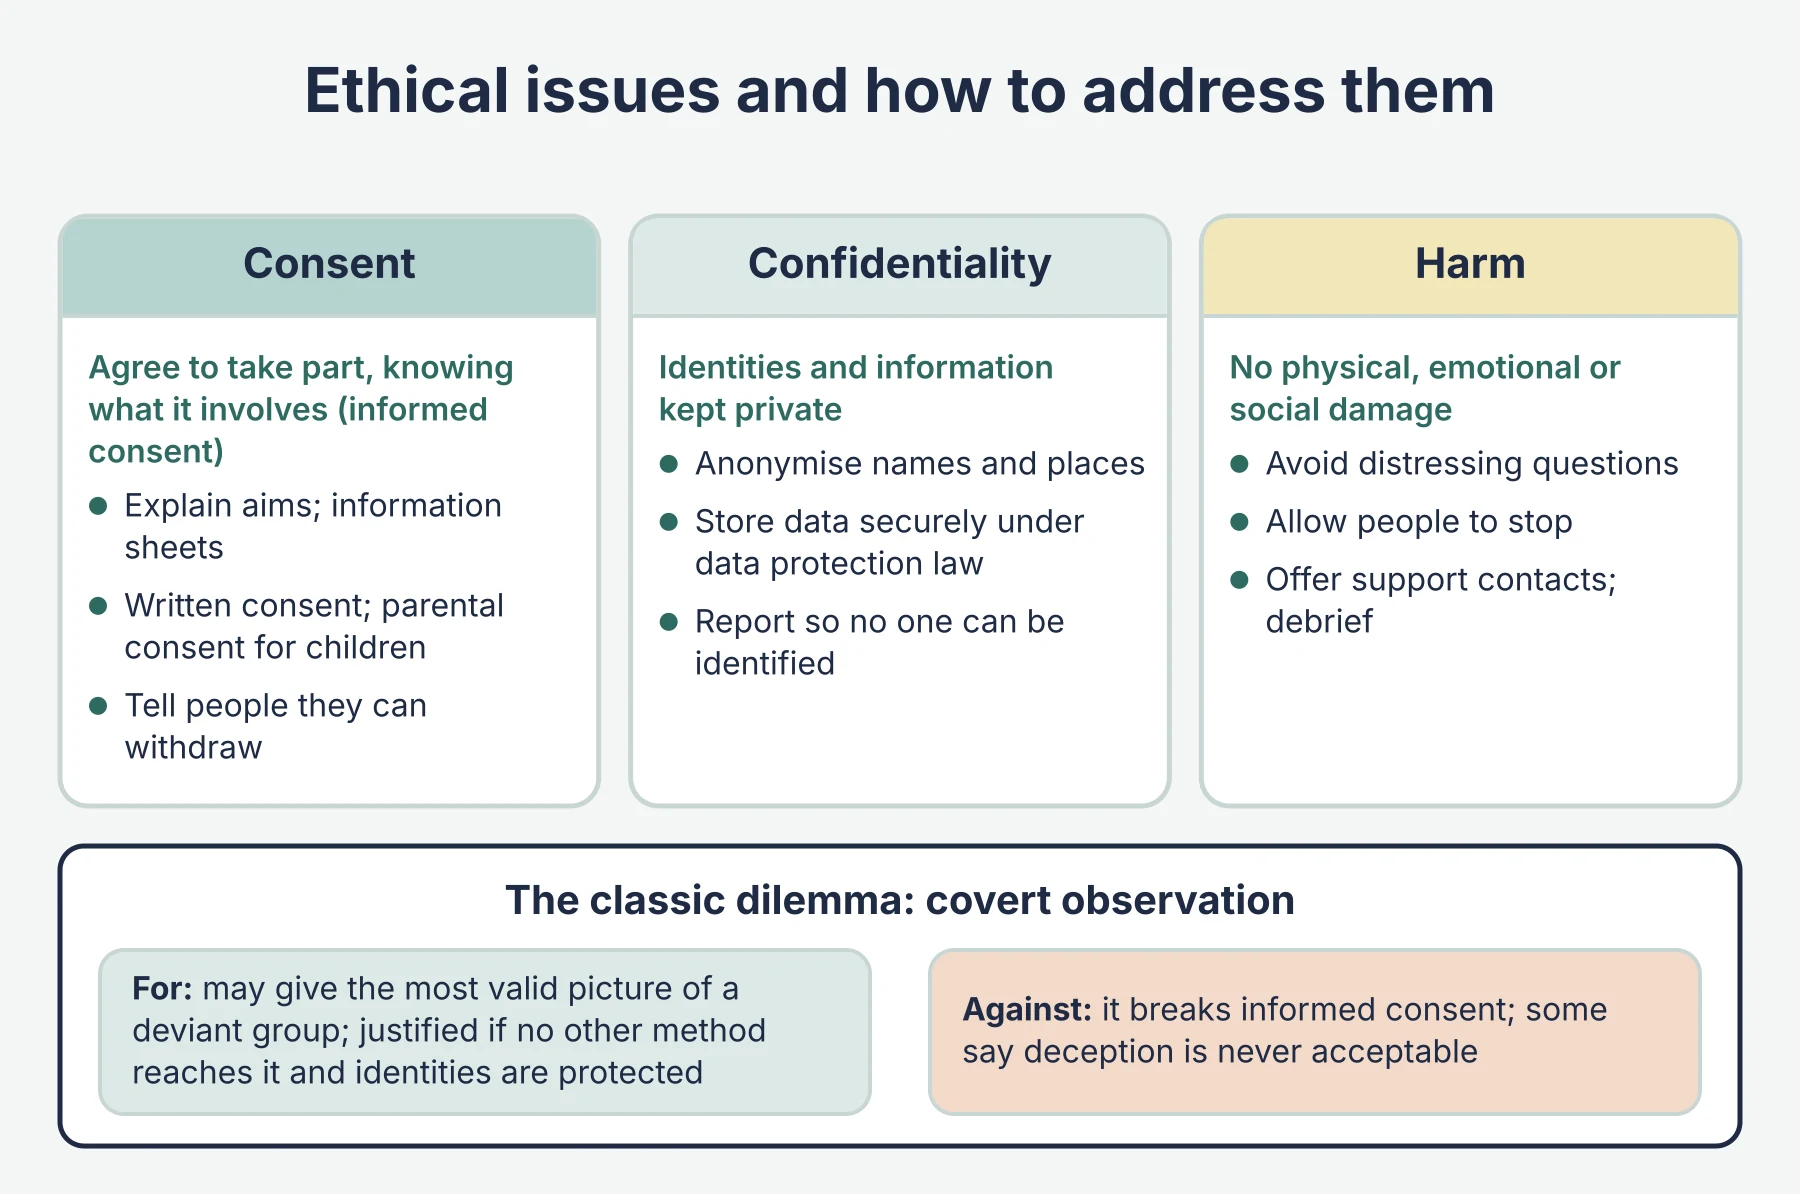 Ethical issues and how to address them
Consent
Agree to take part, knowing
what it involves (informed
consent)
Explain aims; information
sheets
Written consent; parental
consent for children
Tell people they can
withdraw
Confidentiality
Identities and information
kept private
Anonymise names and places
Store data securely under
data protection law
Report so no one can be
identified
Harm
No physical, emotional or
social damage
Avoid distressing questions
Allow people to stop
Offer support contacts;
debrief
The classic dilemma: covert observation
For: may give the most valid picture of a
deviant group; justified if no other method
reaches it and identities are protected
Against: it breaks informed consent; some
say deception is never acceptable